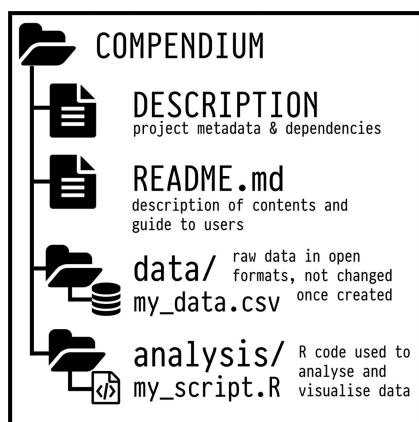 COMPENDIUM
DESCRIPTION
project metadata & dependencies
README.md
description of contents and
guide to users
data/
my_data.csv
raw data in open
formats, not changed
once created
analysis/
my_script.R
R code used to
analyse and
visualise data